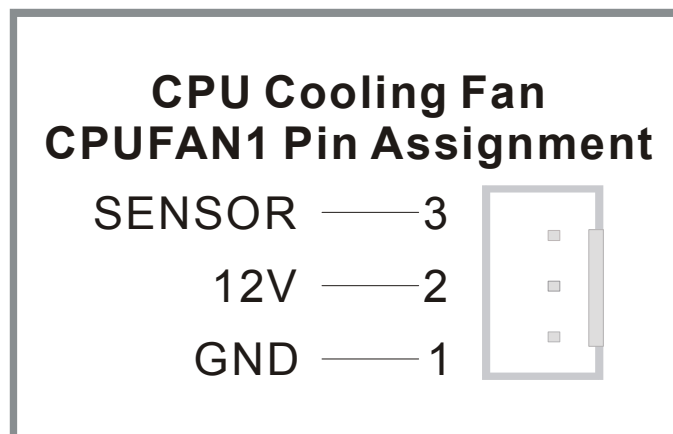 CPU Cooling Fan
CPUFAN1 Pin Assignment
SENSOR 3
12V 2
GND 1